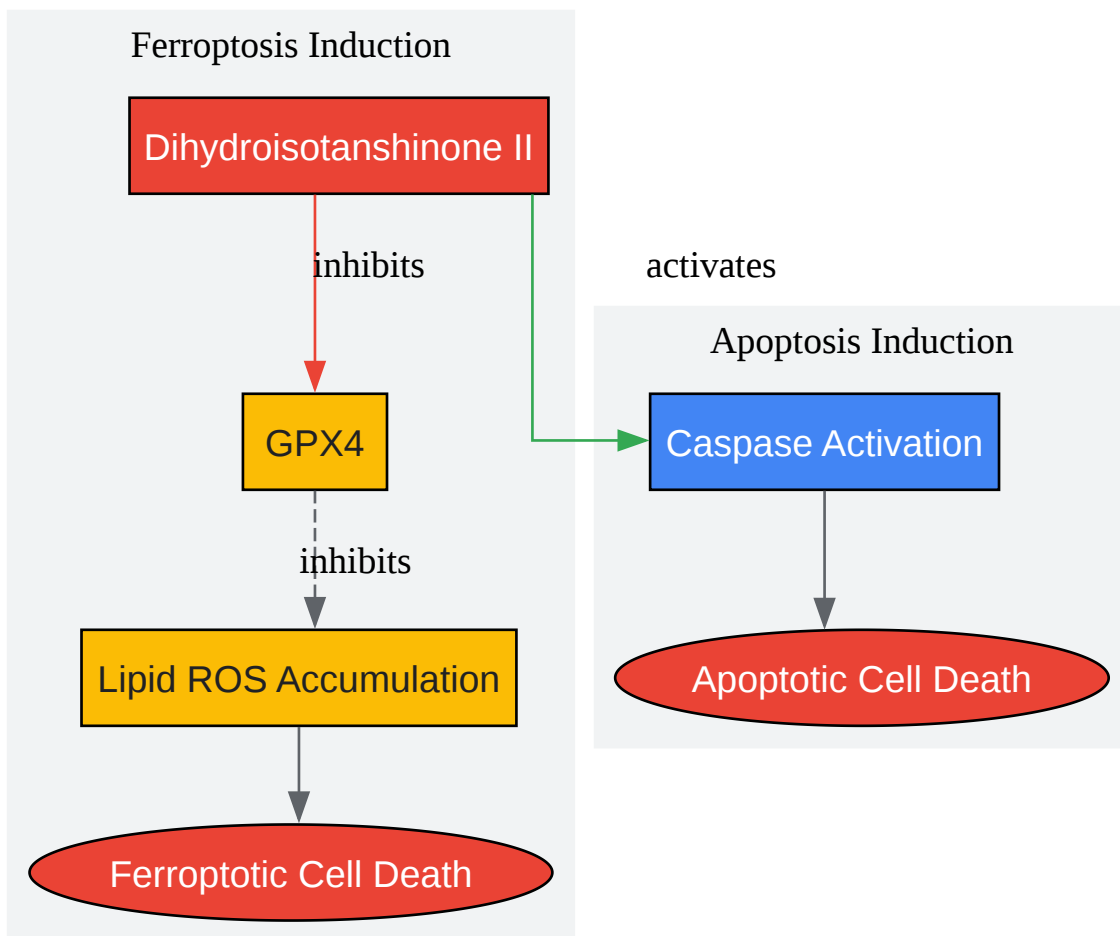 Ferroptosis Induction
Dihydroisotanshinone II
inhibits
activates
Apoptosis Induction
GPX4
Caspase Activation
inhibits
Lipid ROS Accumulation
Apoptotic Cell Death
Ferroptotic Cell Death